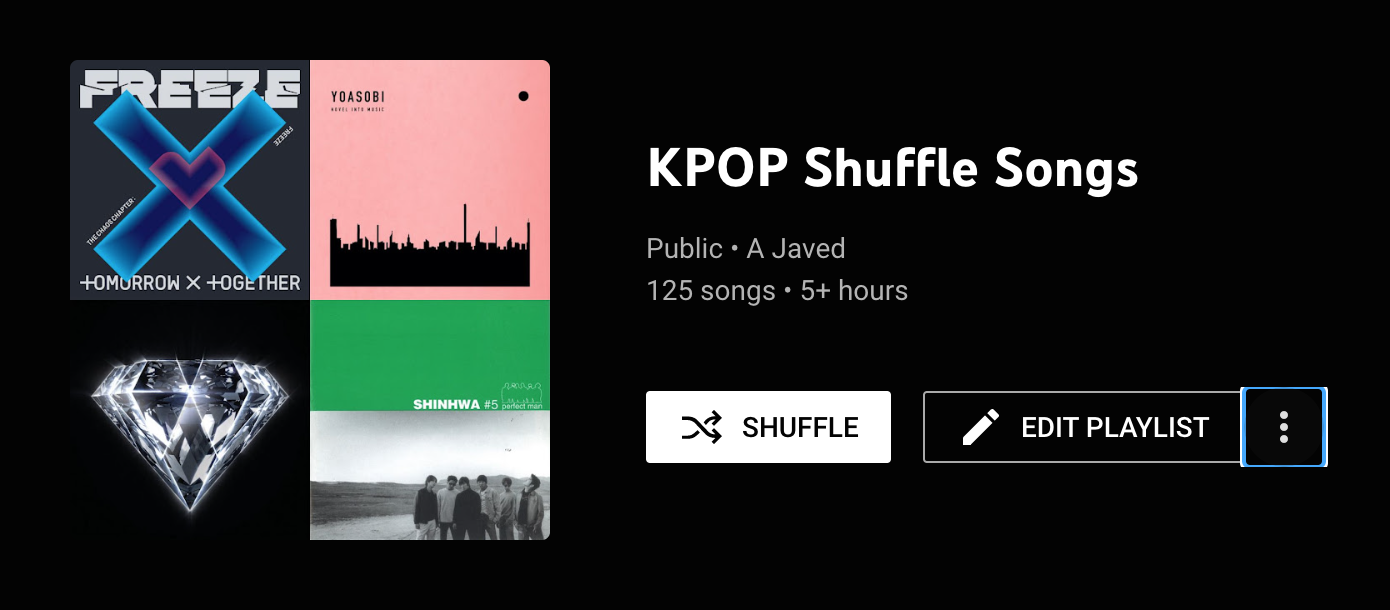 FREEZE
FREEZE
THE CHAOS CHAPTER:
TOMORROW X TOGETHER
YOASOBI
NOVEL INTO MUSIC
SHINHWA #5 perfect man
KPOP Shuffle Songs
Public • A Javed
125 songs • 5+ hours
SHUFFLE
EDIT PLAYLIST